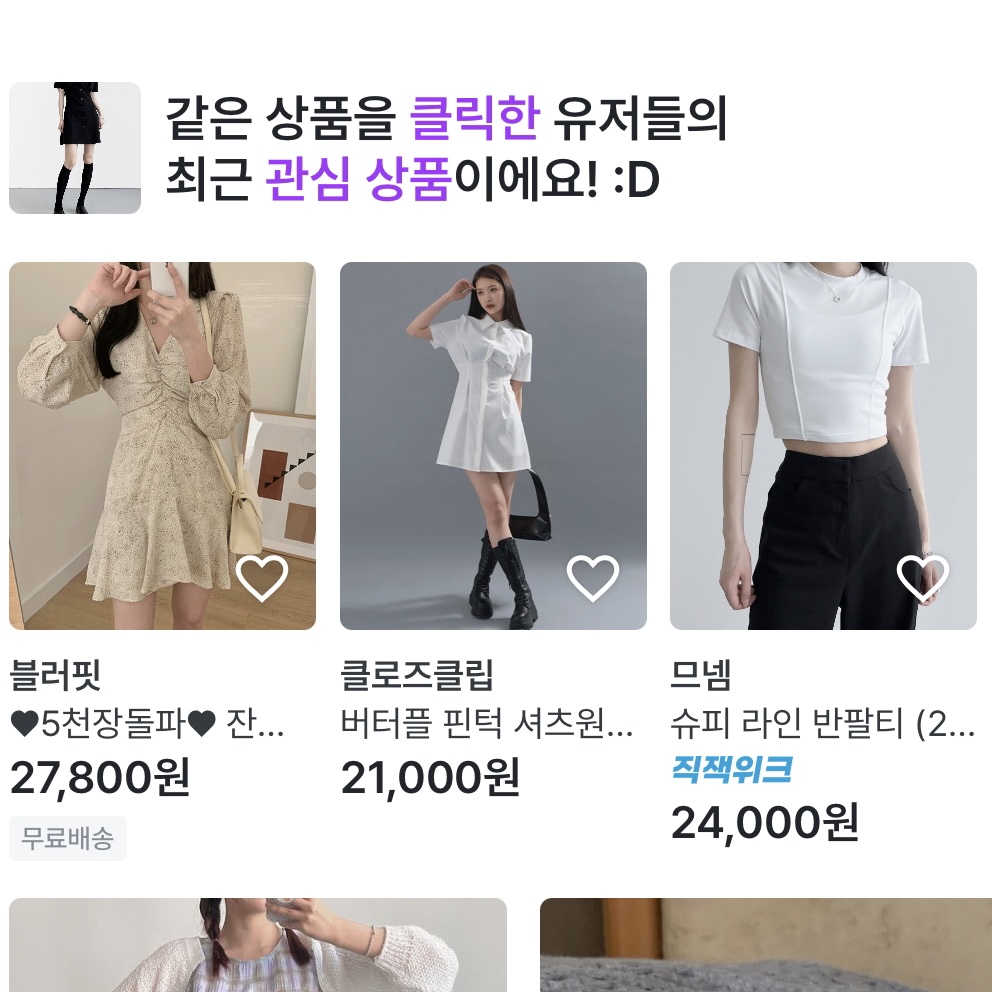 같은 상품을 클릭한 유저들의
최근 관심 상품이에요! :D
블러핏
♥5천장돌파♥ 잔...
27,800원
무료배송
클로즈클립
버터플 핀턱 셔츠원...
21,000원
므넴
슈피 라인 반팔티 (2...
직잭위크
24,000원